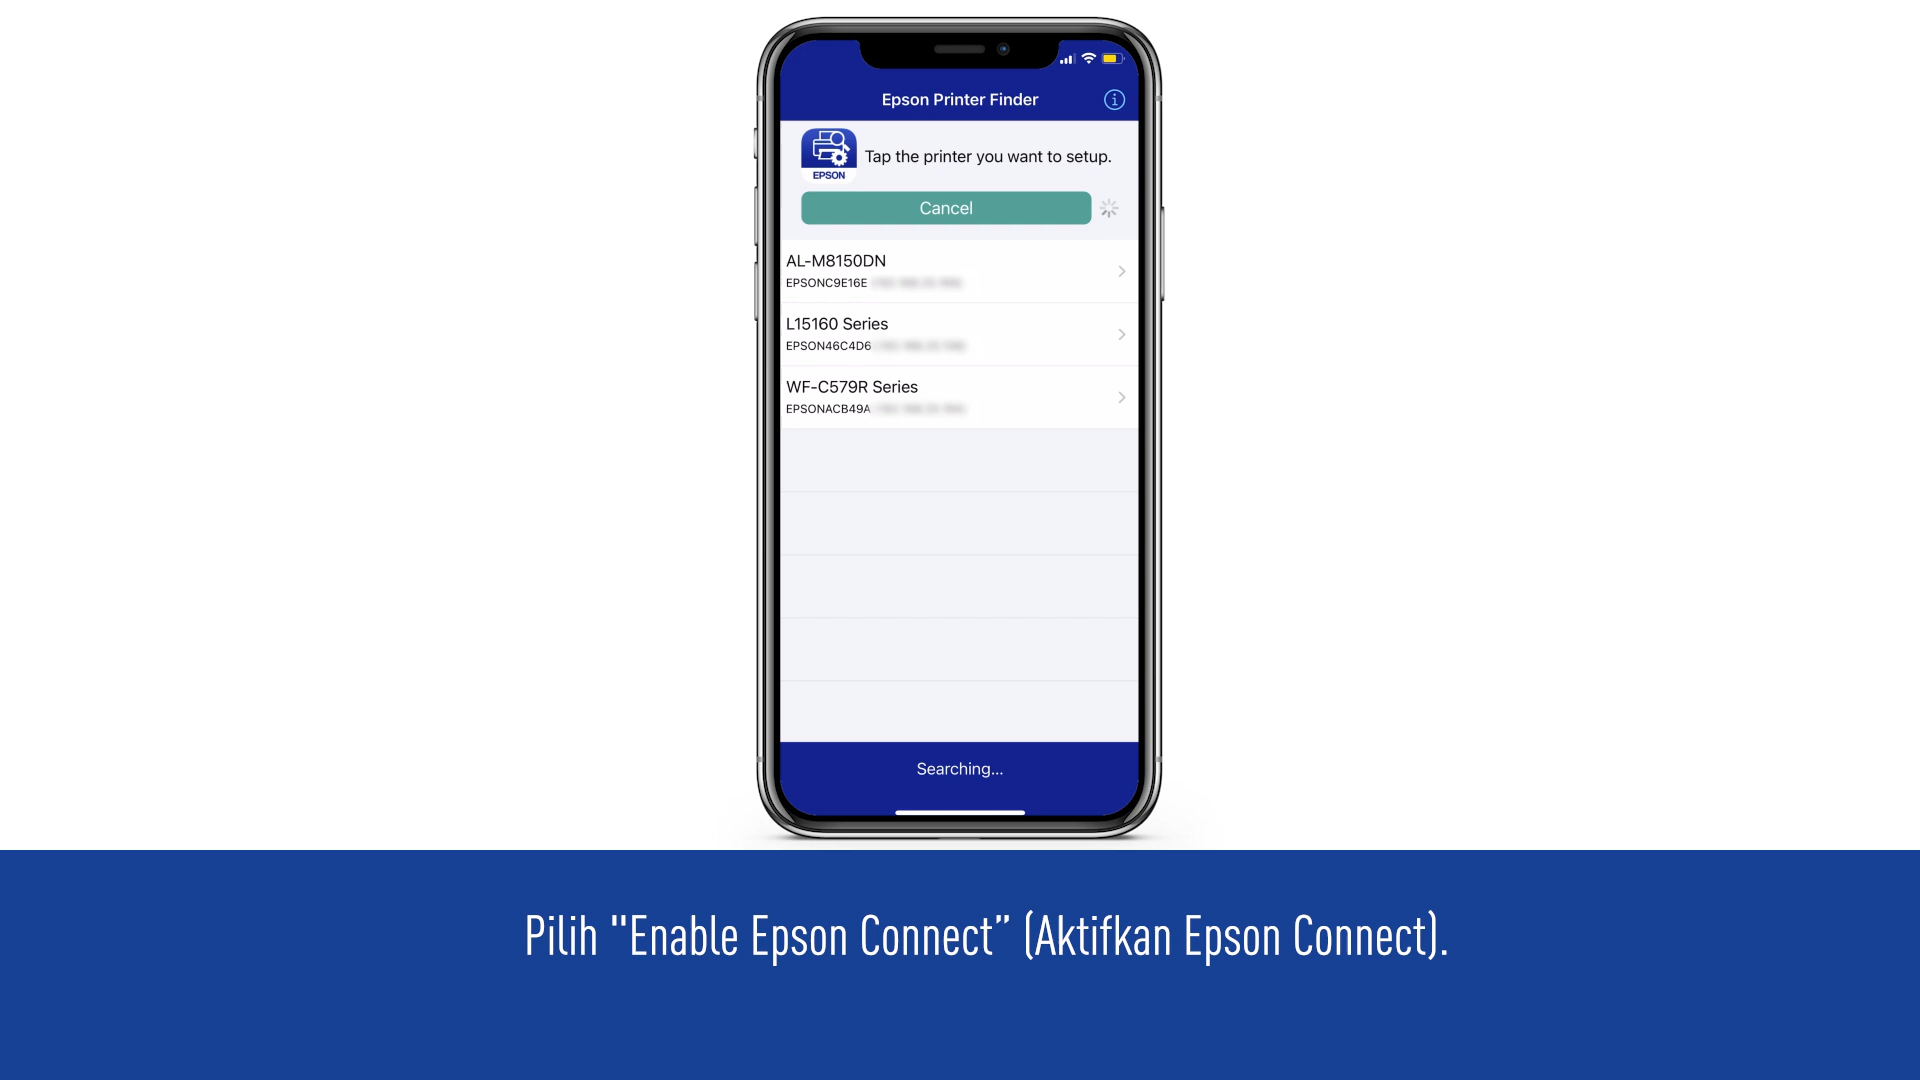 Epson Printer Finder
EPSON
Tap the printer you want to setup.
Cancel
AL-M8150DN
EPSONC9E16E
L15160 Series
EPSON46C4D6
WF-C579R Series
EPSONACB49A
Searching...
Pilih "Enable Epson Connect” (Aktifkan Epson Connect).